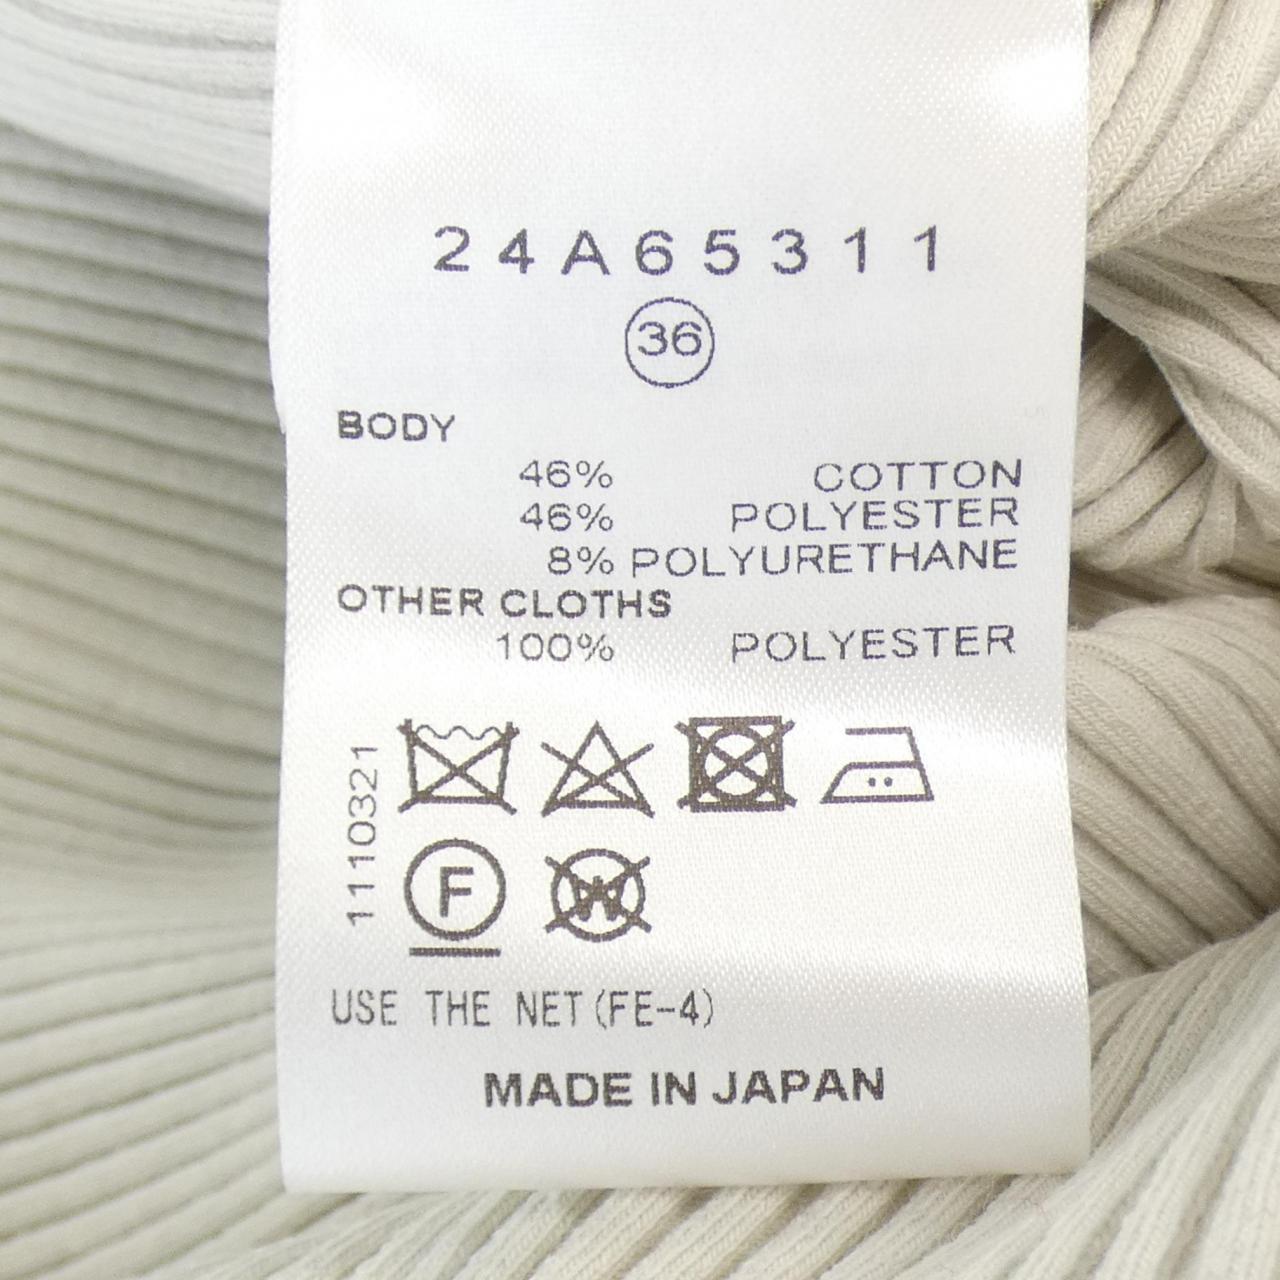 24A65311
36
BODY
46% COTTON
46% POLYESTER
8% POLYURETHANE
OTHER CLOTHS
100% POLYESTER
1110321
F
W
USE THE NET(FE-4)
MADE IN JAPAN